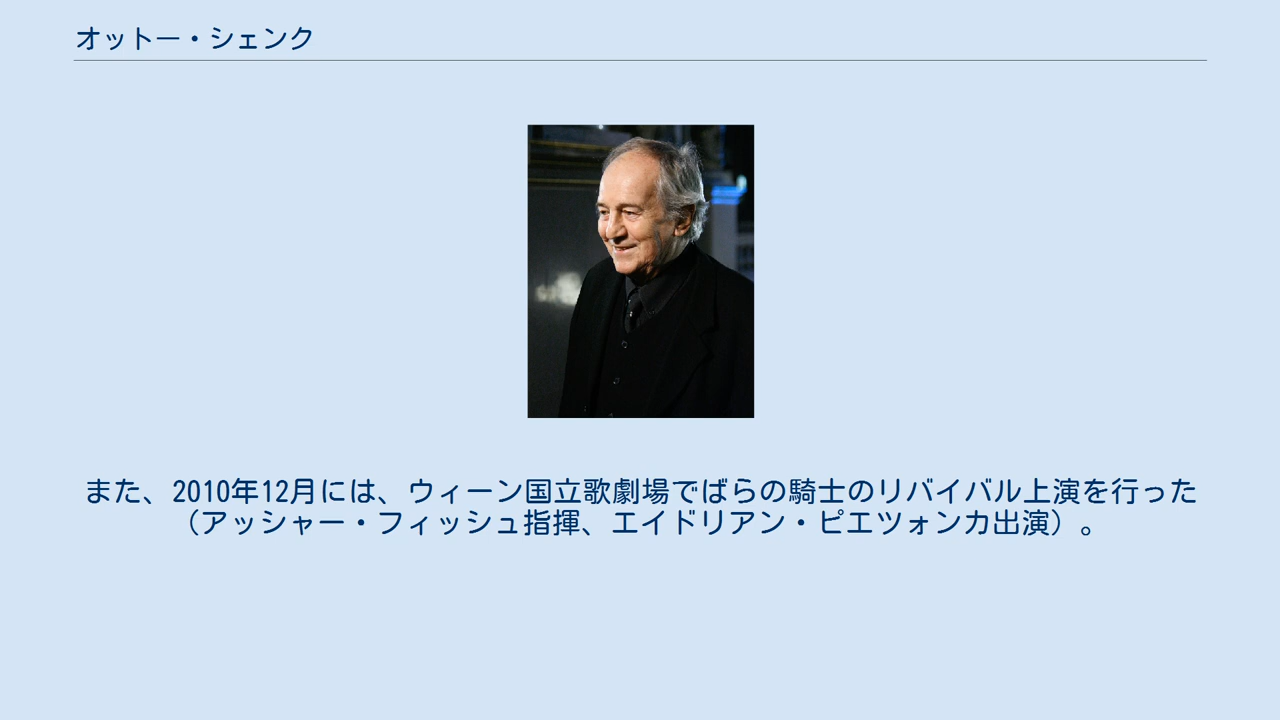 オットー・シェンク
また、2010年12月には、ウィーン国立歌劇場でばらの騎士のリバイバル上演を行った
（アッシャー・フィッシュ指揮、エイドリアン・ピエツォンカ出演）。